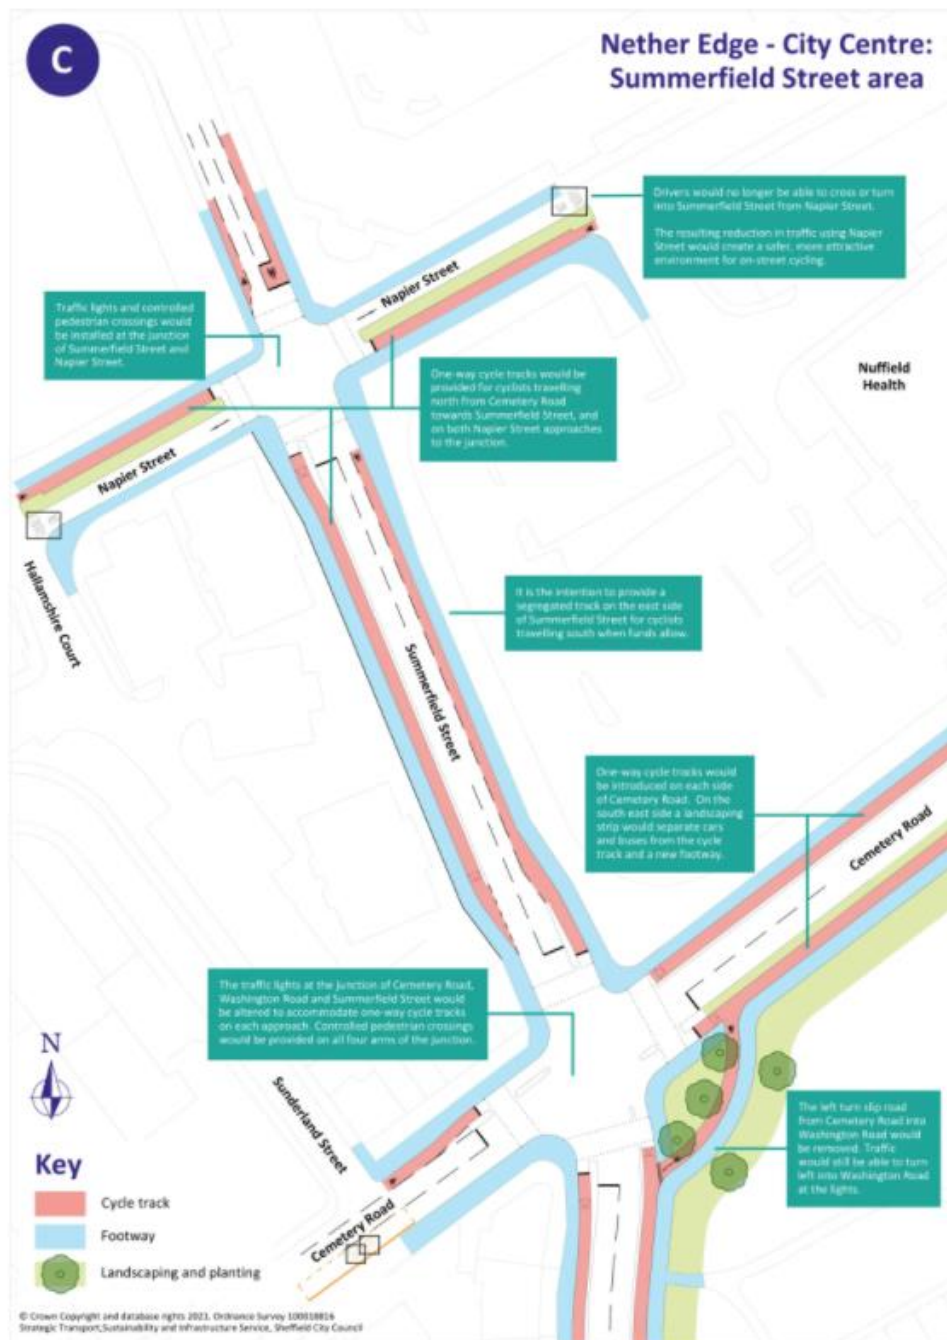 C
Nether Edge - City Centre:
Summerfield Street area
Drivers would no longer be able to cross or turn
into Summerfield Street from Napier Street.
The resulting reduction in traffic using Napier
Street would create a safer, more attractive
environment for on-street cycling.
Napier Street
Traffic lights and controlled
pedestrian crossings would
be installed at the junction
of Summerfield Street and
Napier Street.
Nuffield
Health
One-way cycle tracks would be
provided for cyclists travelling
north from Cemetery Road
towards Summerfield Street, and
on both Napier Street approaches
to the junction.
Napier Street
Hallamshire Court
It is the intention to provide a
segregated track on the east side
of Summerfield Street for cyclists
travelling south when funds allow.
Summerfield Street
One-way cycle tracks would
be introduced on each side
of Cemetery Road. On the
south east side a landscaping
strip would separate cars
and buses from the cycle
track and a new footway.
Cemetery Road
The traffic lights at the junction of Cemetery Road,
Washington Road and Summerfield Street would
be altered to accommodate one-way cycle tracks
on each approach. Controlled pedestrian crossings
would be provided on all four arms of the junction.
N
Sunderland Street
The left turn slip road
from Cemetery Road into
Washington Road would
be removed. Traffic
would still be able to turn
left into Washington Road
at the lights.
Key
Cycle track
Footway
Landscaping and planting
Cemetery Road
© Crown Copyright and database rights 2023, Ordnance Survey 100018816
Strategic Transport,Sustainability and Infrastructure Service, Sheffield City Council